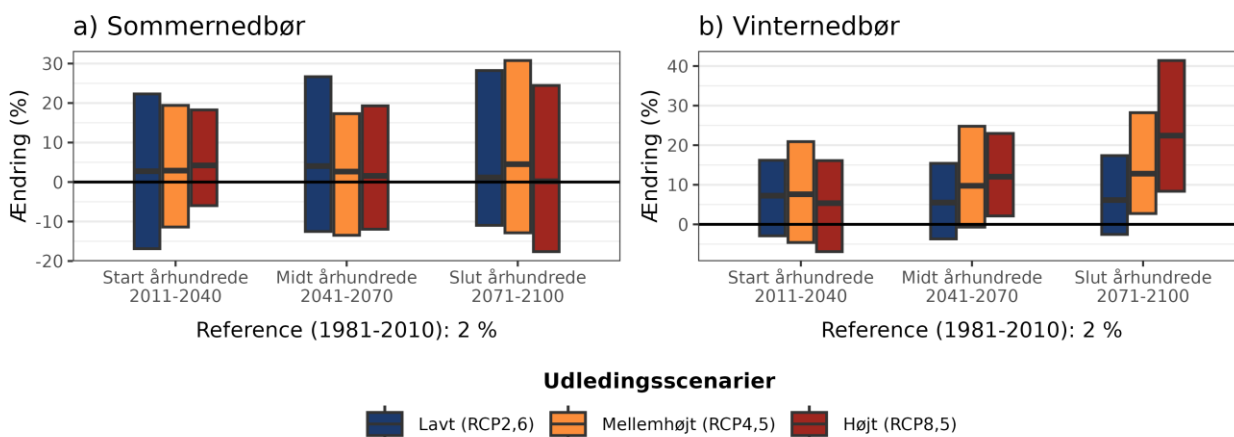 a) Sommernedbør
Ændring (%)
30
20
10
0
-10
-20
Start århundrede
2011-2040
Midt århundrede
2041-2070
Slut århundrede
2071-2100
Reference (1981-2010): 2 %
b) Vinternedbør
Ændring (%)
40
30
20
10
0
Start århundrede
2011-2040
Midt århundrede
2041-2070
Slut århundrede
2071-2100
Reference (1981-2010): 2 %
Udledingsscenarier
Lavt (RCP2,6)
Mellemhøjt (RCP4,5)
Højt (RCP8,5)